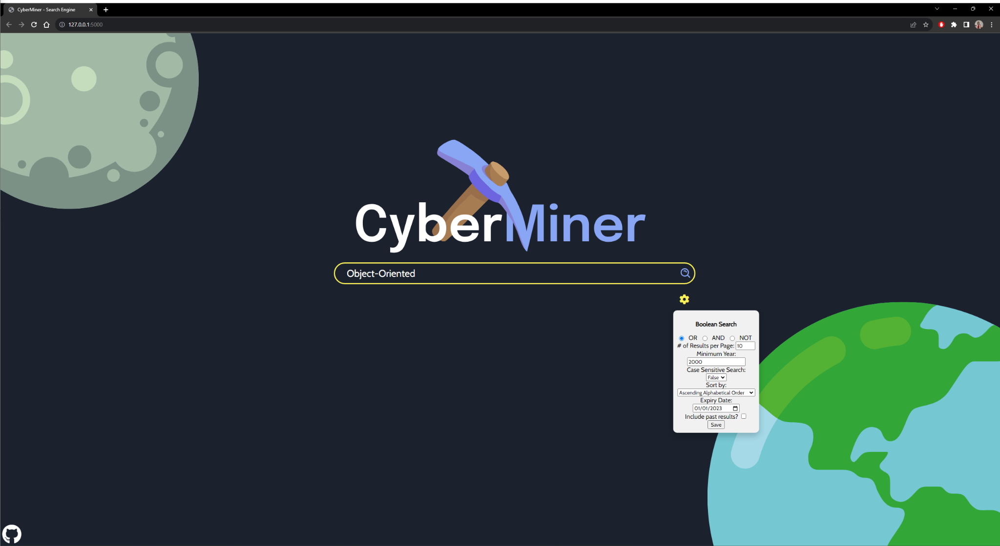 CyberMiner - Search Engine
127.0.0.1:5000
CyberMiner
Object-Oriented
Boolean Search
OR AND NOT
# of Results per Page: 10
Minimum Year:
2000
Case Sensitive Search:
False
Sort by:
Ascending Alphabetical Order
Expiry Date:
01/01/2023
Include past results?
Save